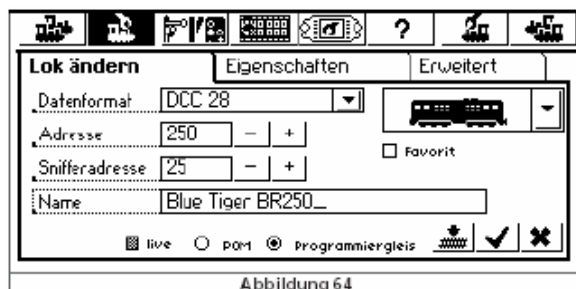 ?
Lok ändern Eigenschaften Erweitert
Datenformat DCC 28
Adresse 250 - +
Favorit
Snifferadresse 25 - +
Name Blue Tiger BR250_
live POM Programmiergleis
Abbildung 64